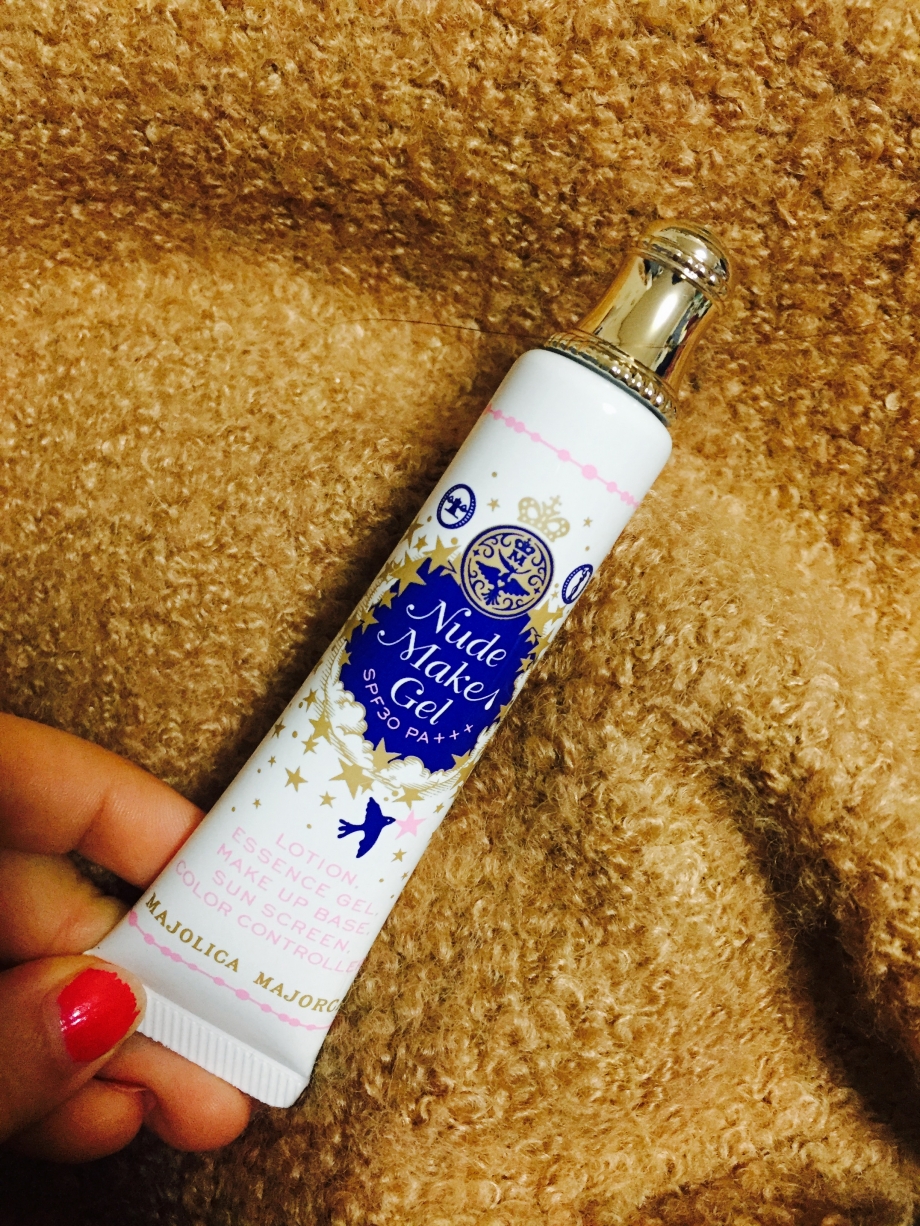 M
Nude
Make
Gel
SPF30 PA+++
LOTION,
ESSENCE GEL,
MAKE UP BASE,
SUN SCREEN,
COLOR CONTROLLE
MAJOLICA MAJORC